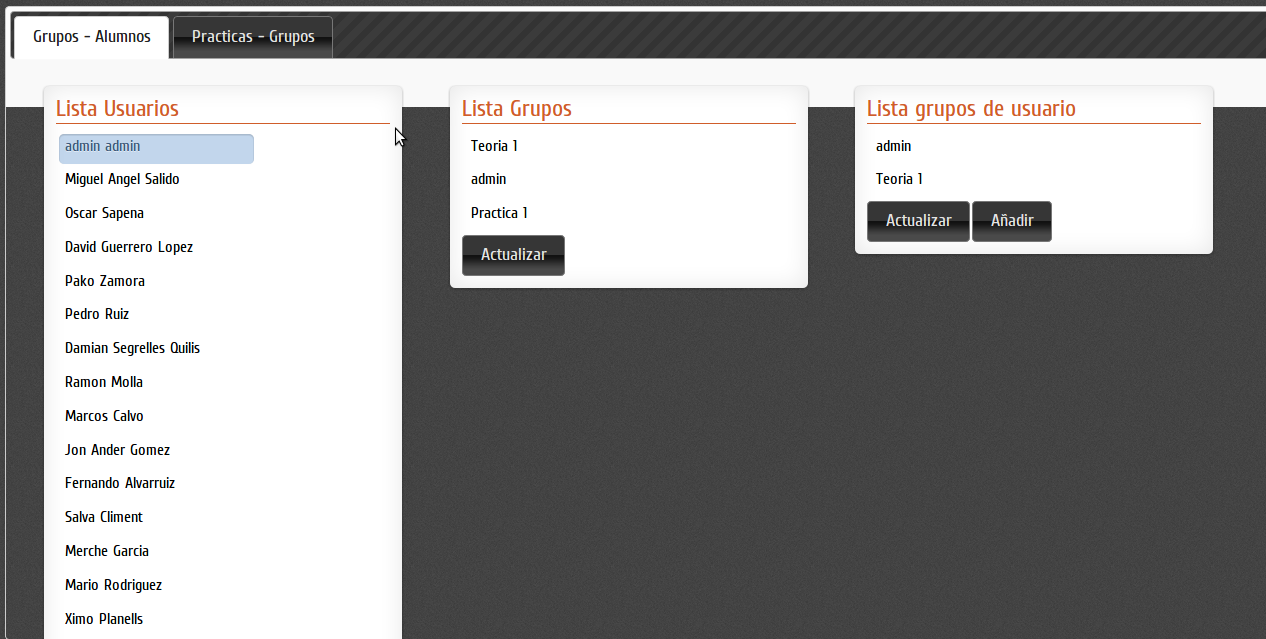 Grupos - Alumnos
Practicas - Grupos
Lista Usuarios
admin admin
Miguel Angel Salido
Oscar Sapena
David Guerrero Lopez
Pako Zamora
Pedro Ruiz
Damian Segrelles Quilis
Ramon Molla
Marcos Calvo
Jon Ander Gomez
Fernando Alvarruiz
Salva Climent
Merche Garcia
Mario Rodriguez
Ximo Planells
Lista Grupos
Teoria 1
admin
Practica 1
Actualizar
Lista grupos de usuario
admin
Teoria 1
Actualizar
Añadir